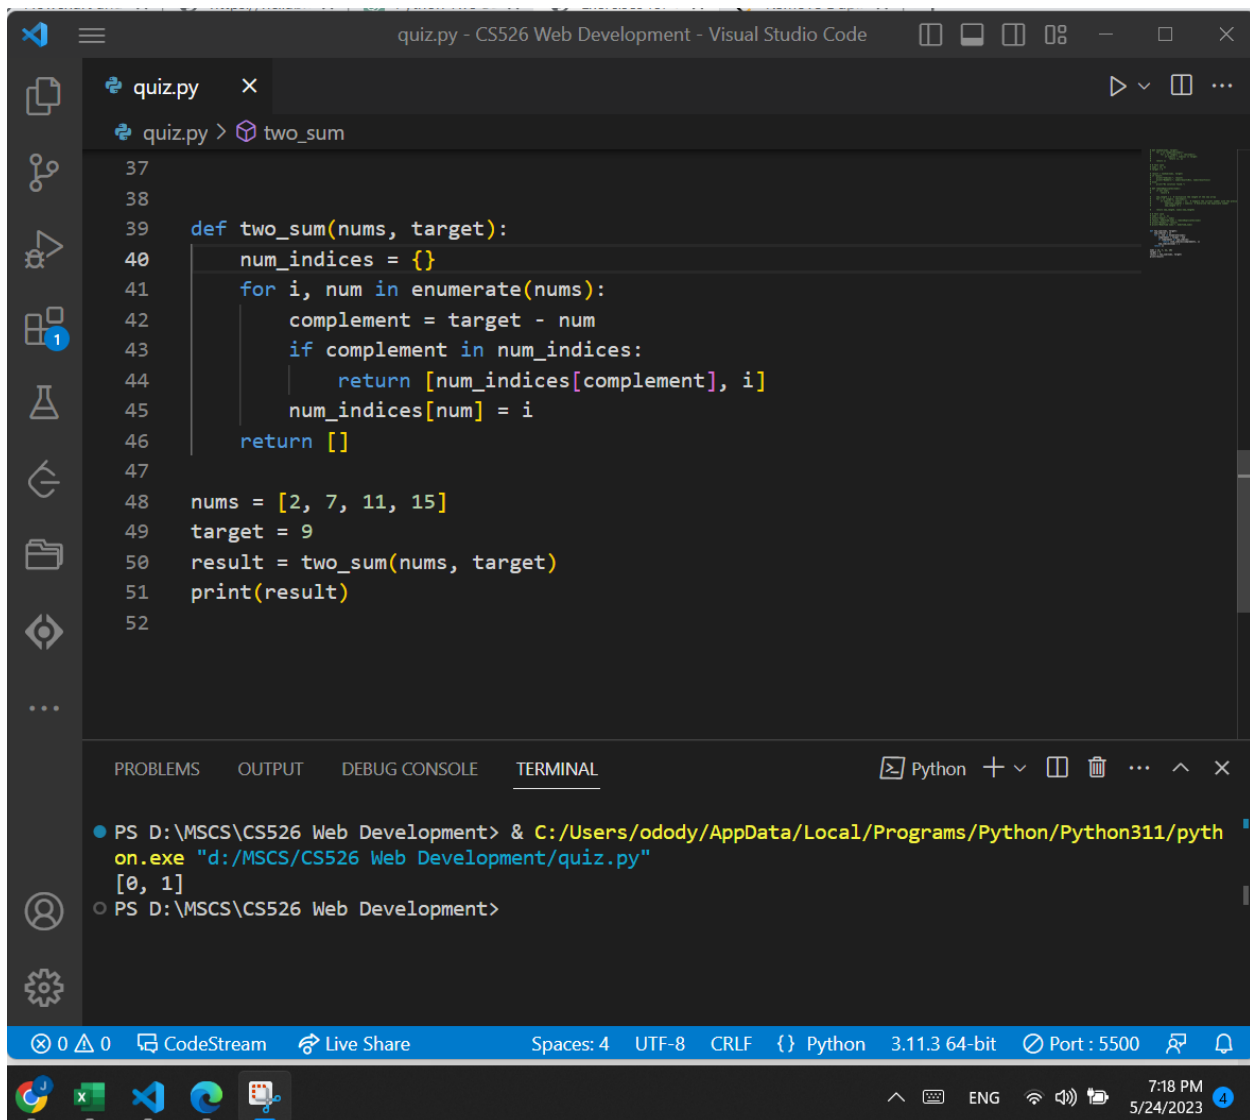 quiz.py - CS526 Web Development - Visual Studio Code
quiz.py
quiz.py > two_sum
37
38
39 def two_sum(nums, target):
40     num_indices = {}
41     for i, num in enumerate(nums):
42         complement = target - num
43         if complement in num_indices:
44             return [num_indices[complement], i]
45         num_indices[num] = i
46     return []
47
48 nums = [2, 7, 11, 15]
49 target = 9
50 result = two_sum(nums, target)
51 print(result)
52
1
PROBLEMS OUTPUT DEBUG CONSOLE TERMINAL Python
PS D:\MSCS\CS526 Web Development> & C:/Users/odody/AppData/Local/Programs/Python/Python311/pyth
on.exe "d:/MSCS/CS526 Web Development/quiz.py"
[0, 1]
PS D:\MSCS\CS526 Web Development>
0 0 CodeStream Live Share Spaces: 4 UTF-8 CRLF {} Python 3.11.3 64-bit Port : 5500
J ENG 7:18 PM
5/24/2023 4